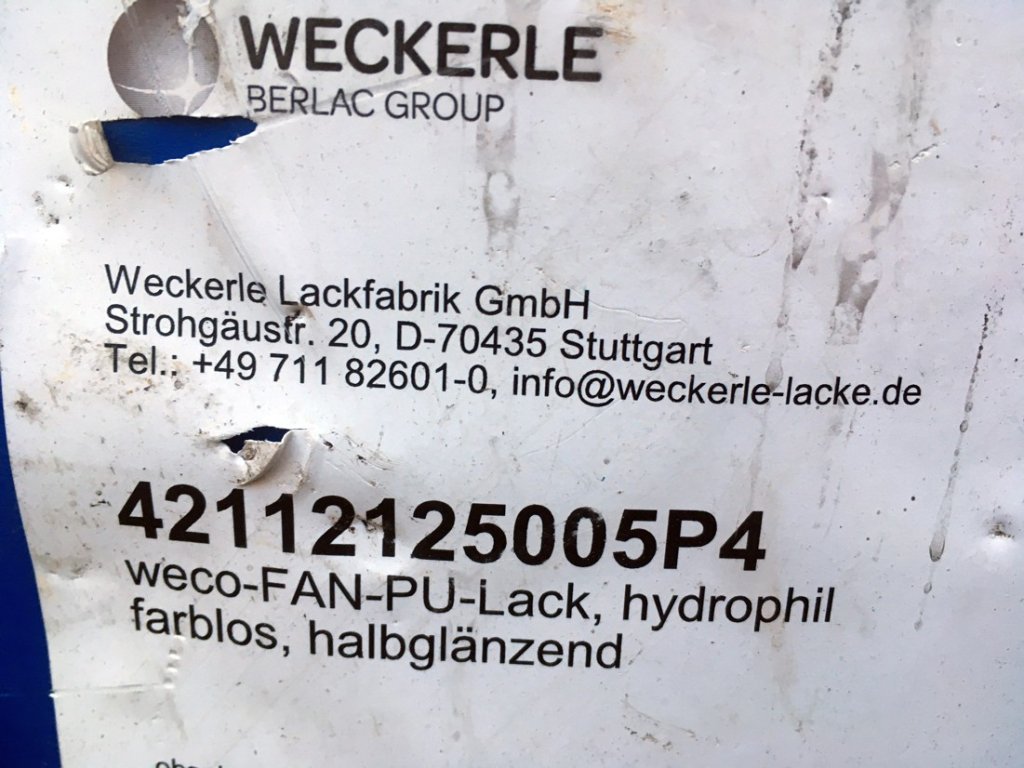 WECKERLE
BERLAC GROUP
Weckerle Lackfabrik GmbH
Strohgäustr. 20, D-70435 Stuttgart
Tel.: +49 711 82601-0, info@weckerle-lacke.de
42112125005P4
weco-FAN-PU-Lack, hydrophil
farblos, halbglänzend